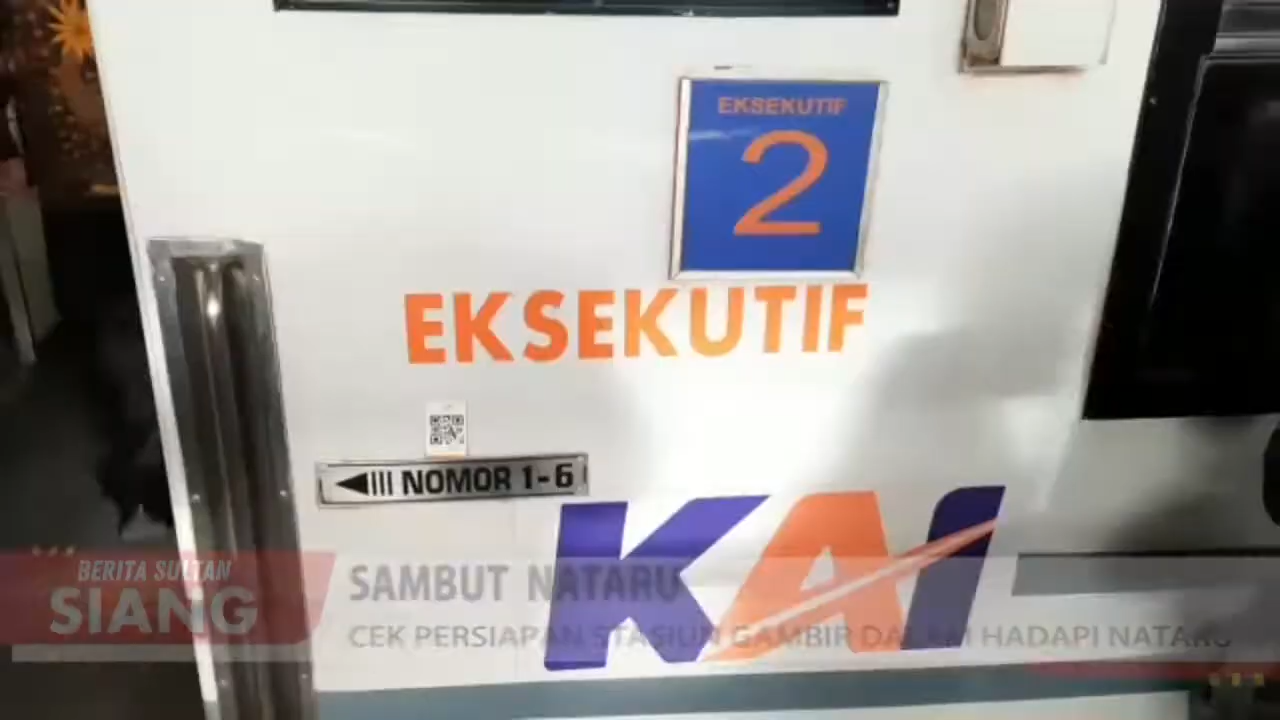 EKSEKUTIF
2
EKSEKUTIF
NOMOR 1-6
KAI
BERITA SULTAN
SIANG
SAMBUT NATARU
CEK PERSIAPAN STASIUN GAMBIR DALAM HADAPI NATARU